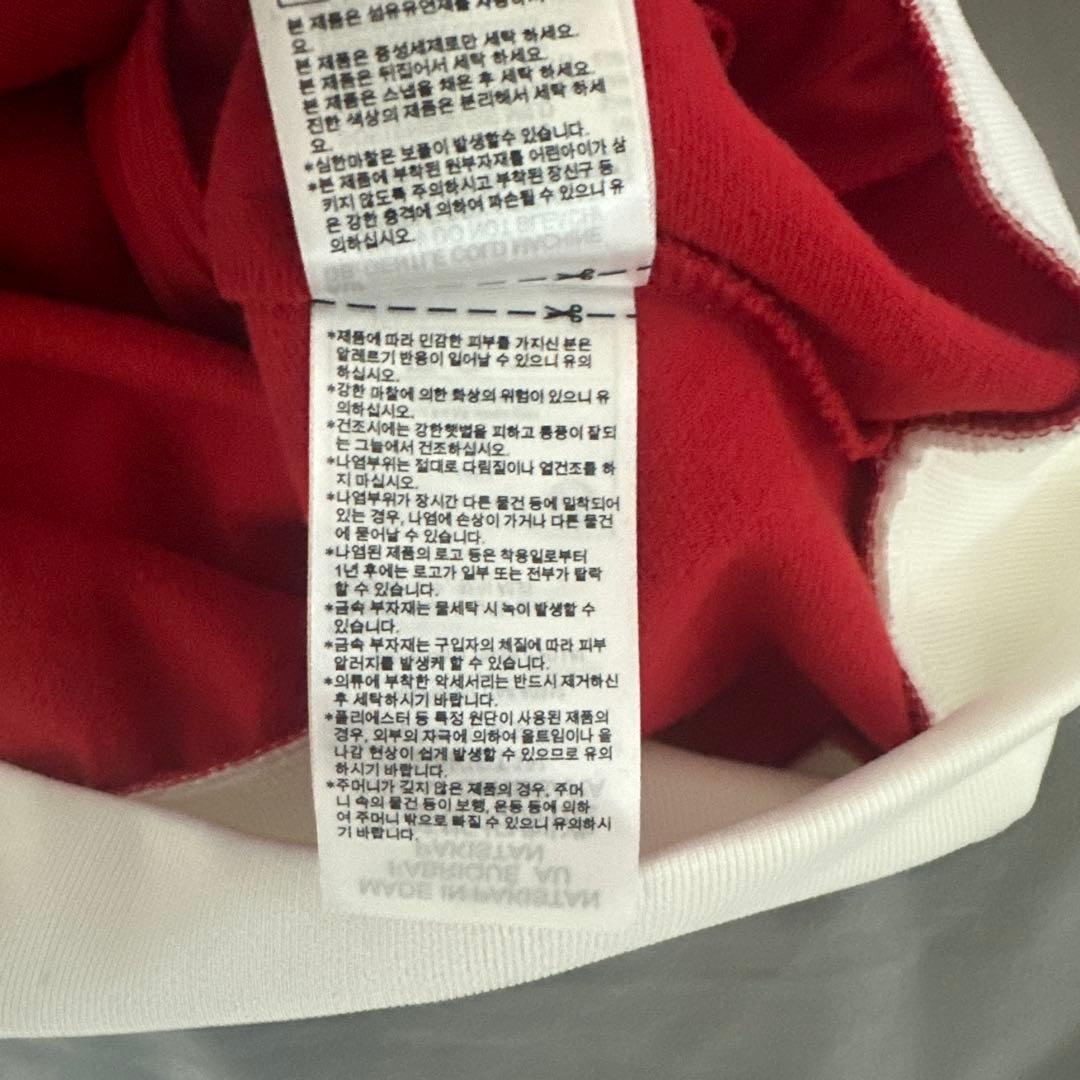 본 제품은 섬유유연제를 사용하
요.
본 제품은 중성세제로만 세탁 하세요.
본 제품은 뒤집어서 세탁 하세요.
본 제품은 스냅을 채운 후 세탁 하세요.
진한 색상의 제품은 분리해서 세탁 하세
요.
*심한마찰은 보풀이 발생할수 있습니다.
*본 제품에 부착된 원부자재를 어린아이가 삼
키지 않도록 주의하시고 부착된 장신구 등
은 강한 충격에 의하여 파손될 수 있으니 유
의하십시오.
GB: GENTLE COLD MACHINE
DO NOT BLEACH
*제품에 따라 민감한 피부를 가지신 분은
알레르기 반응이 일어날 수 있으니 유의
하십시오.
*강한 마찰에 의한 화상의 위험이 있으니 유
의하십시오.
*건조시에는 강한햇볕을 피하고 통풍이 잘되
는 그늘에서 건조하십시오.
*나염부위는 절대로 다림질이나 열건조를 하
지 마십시오.
*나염부위가 장시간 다른 물건 등에 밀착되어
있는 경우, 나염에 손상이 가거나 다른 물건
에 묻어날 수 있습니다.
*나염된 제품의 로고 등은 착용일로부터
1년 후에는 로고가 일부 또는 전부가 탈락
할 수 있습니다.
*금속 부자재는 물세탁 시 녹이 발생할 수
있습니다.
*금속 부자재는 구입자의 체질에 따라 피부
알러지를 발생케 할 수 있습니다.
*의류에 부착한 악세서리는 반드시 제거하신
후 세탁하시기 바랍니다.
*폴리에스터 등 특정 원단이 사용된 제품의
경우, 외부의 자극에 의하여 올트임이나 올
나감 현상이 쉽게 발생할 수 있으므로 유의
하시기 바랍니다.
*주머니가 깊지 않은 제품의 경우, 주머
니 속의 물건 등이 보행, 운동 등에 의하
여 주머니 밖으로 빠질 수 있으니 유의하시
기 바랍니다.
PAKISTAN
FABRIQUÉ AU
MADE IN PAKISTAN